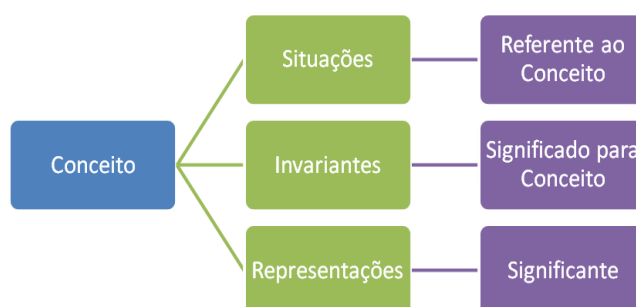 Conceito
Situações
Referente ao
Conceito
Invariantes
Significado para
Conceito
Representações
Significante